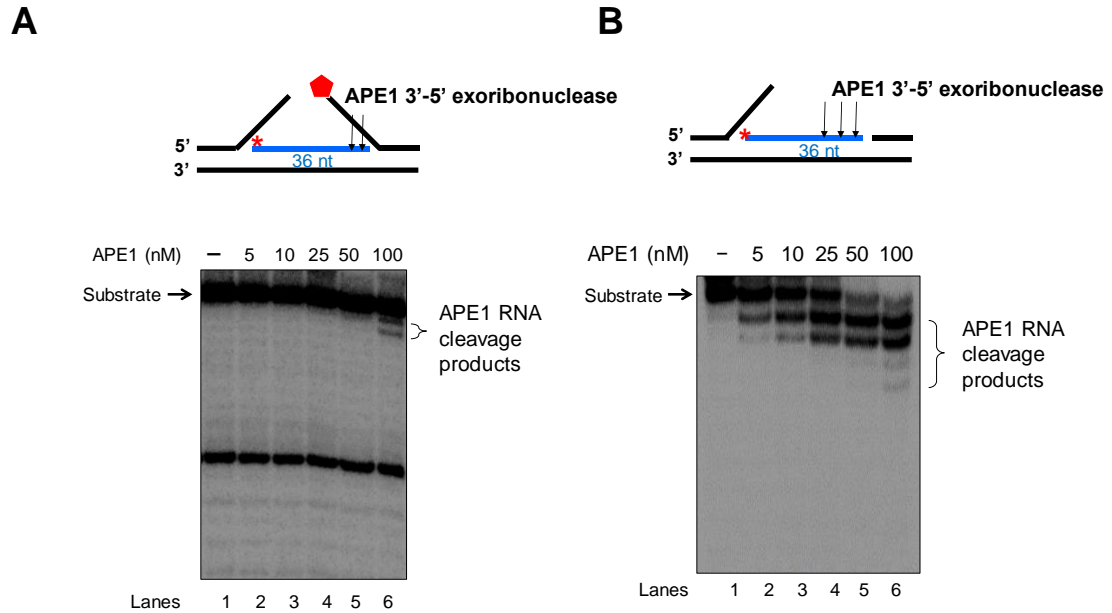 A
APE1 3’-5’ exoribonuclease
5’
*
36 nt
3’
APE1 (nM) – 5 10 25 50 100
Substrate
APE1 RNA
cleavage
products
Lanes 1 2 3 4 5 6
B
APE1 3’-5’ exoribonuclease
5’
*
36 nt
3’
APE1 (nM) – 5 10 25 50 100
Substrate
APE1 RNA
cleavage
products
Lanes 1 2 3 4 5 6